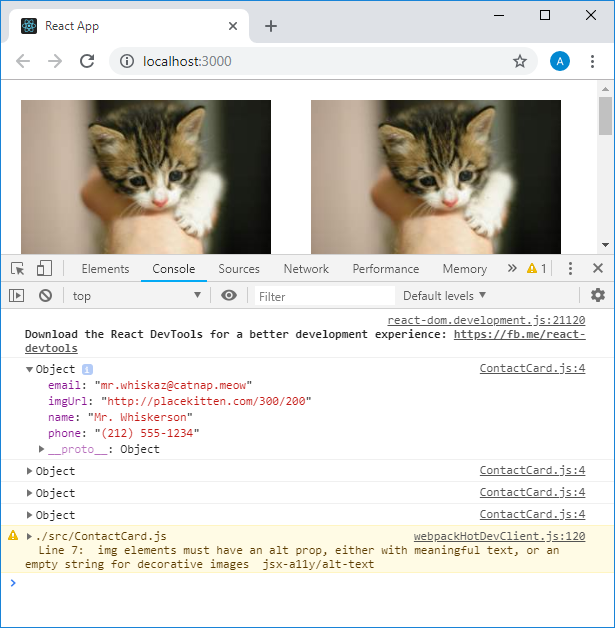 React App
localhost:3000
A
Elements Console Sources Network Performance Memory » 1
top Filter Default levels
react-dom.development.js:21120
Download the React DevTools for a better development experience: https://fb.me/react-
devtools
Object i ContactCard.js:4
email: "mr.whiskaz@catnap.meow"
imgUrl: "http://placekitten.com/300/200"
name: "Mr. Whiskerson"
phone: "(212) 555-1234"
__proto__: Object
Object ContactCard.js:4
Object ContactCard.js:4
Object ContactCard.js:4
./src/ContactCard.js webpackHotDevClient.js:120
Line 7:  img elements must have an alt prop, either with meaningful text, or an
empty string for decorative images  jsx-a11y/alt-text